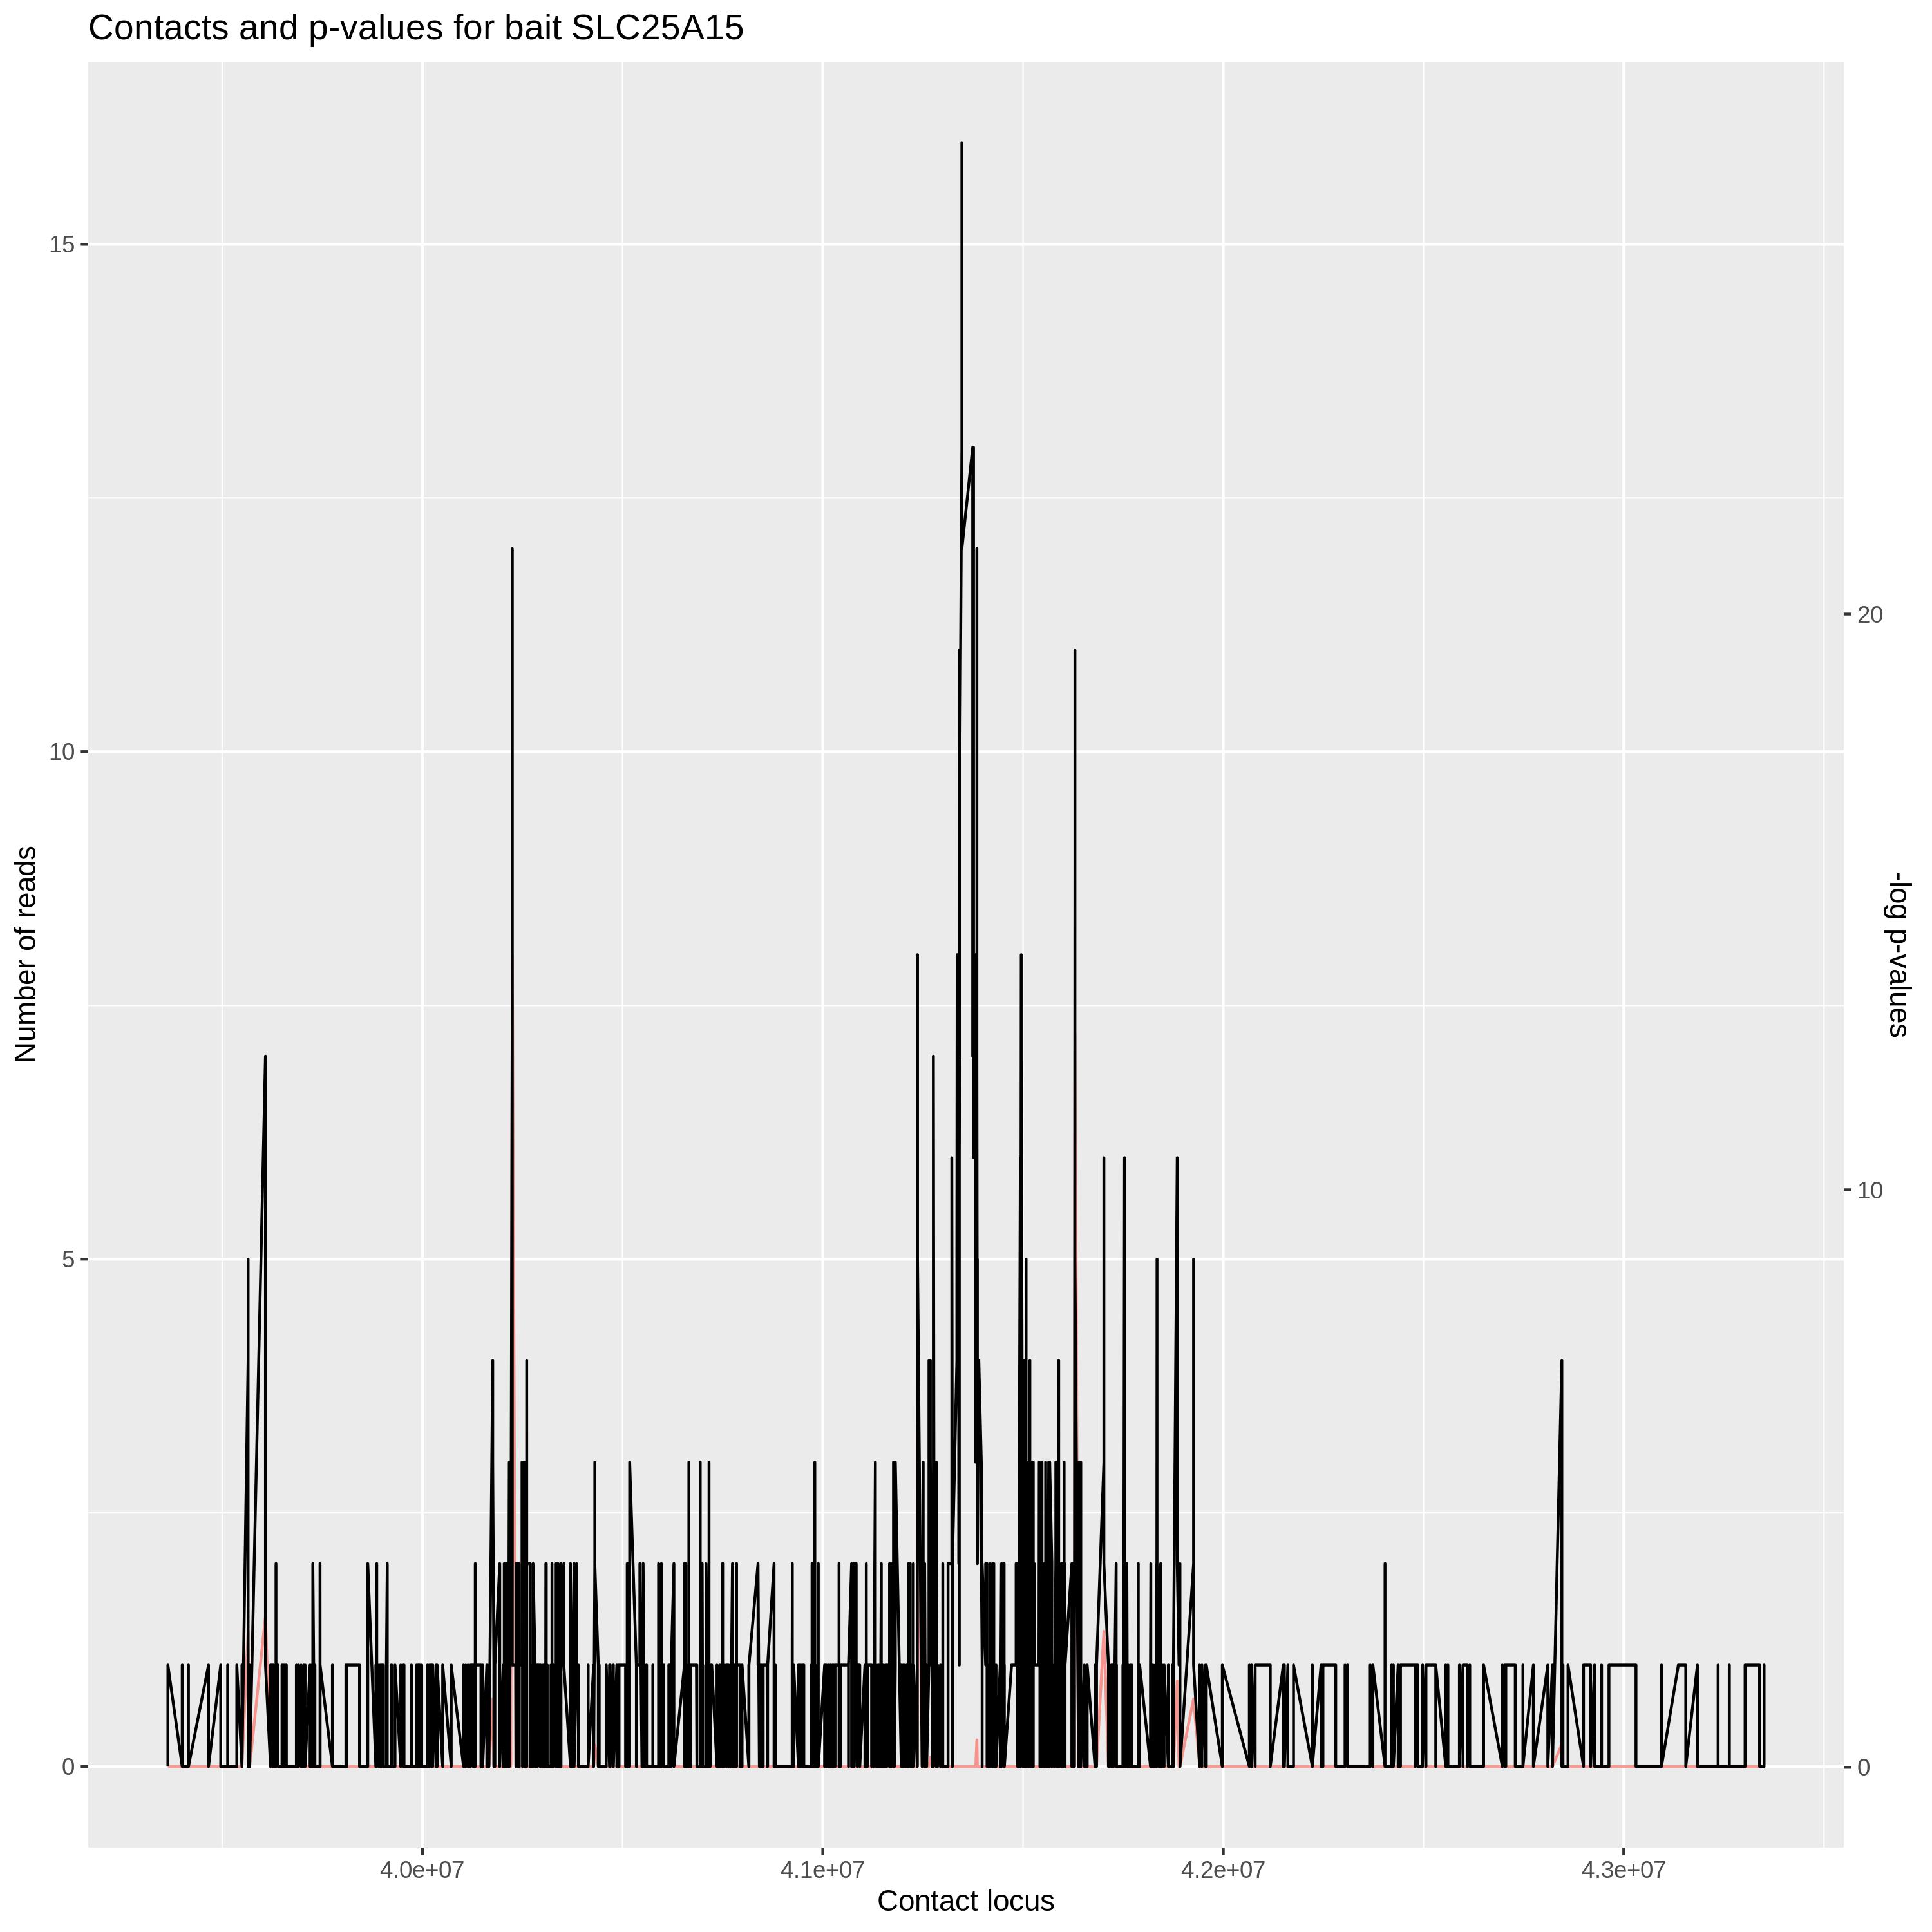 Contacts and p-values for bait SLC25A15
15
10
5
0
Number of reads
20
10
0
-log p-values
4.0e+07
4.1e+07
4.2e+07
4.3e+07
Contact locus